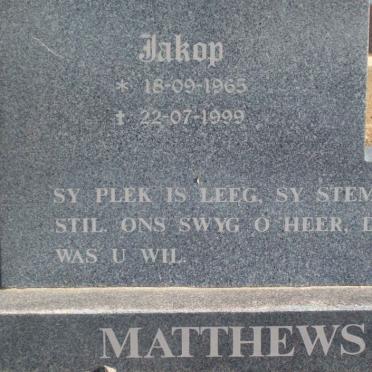 Jakop
* 18-09-1965
† 22-07-1999
SY PLEK IS LEEG, SY STEM
STIL. ONS SWYG O HEER,
WAS U WIL.
MATTHEWS